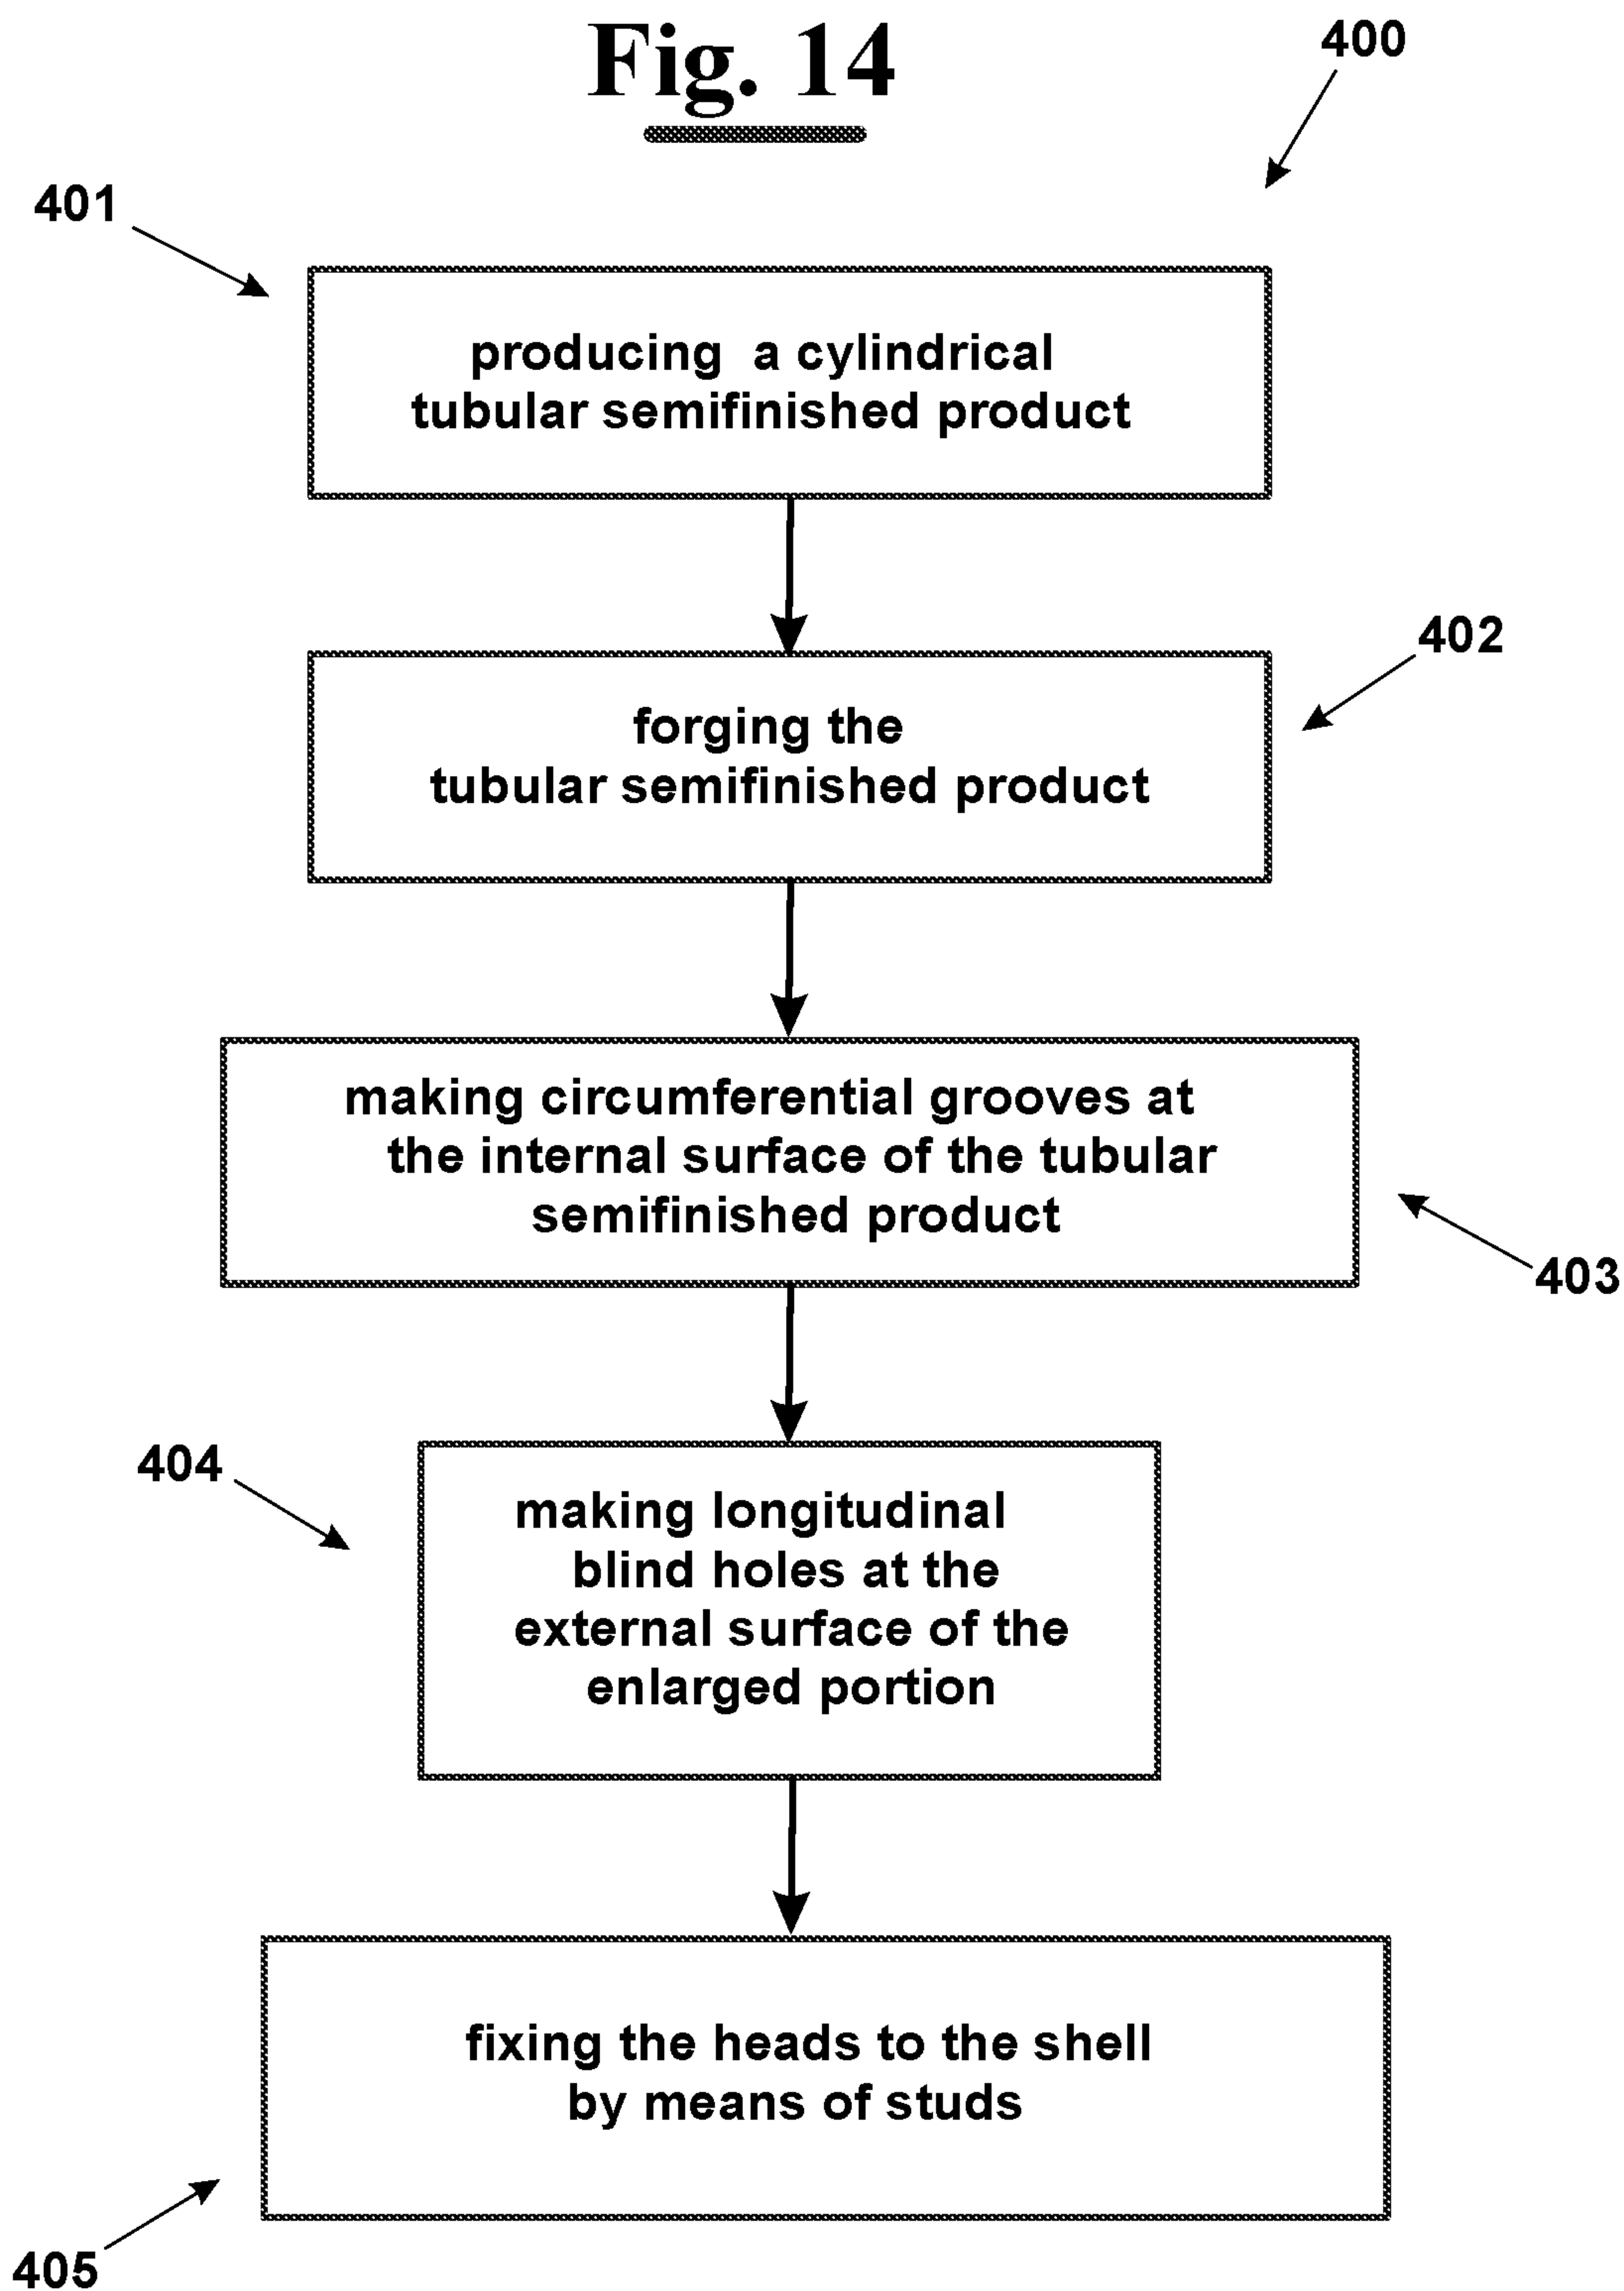 Fig. 14
400
401
producing a cylindrical
tubular semifinished product
402
forging the
tubular semifinished product
making circumferential grooves at
the internal surface of the tubular
semifinished product
403
404
making longitudinal
blind holes at the
external surface of the
enlarged portion
fixing the heads to the shell
by means of studs
405